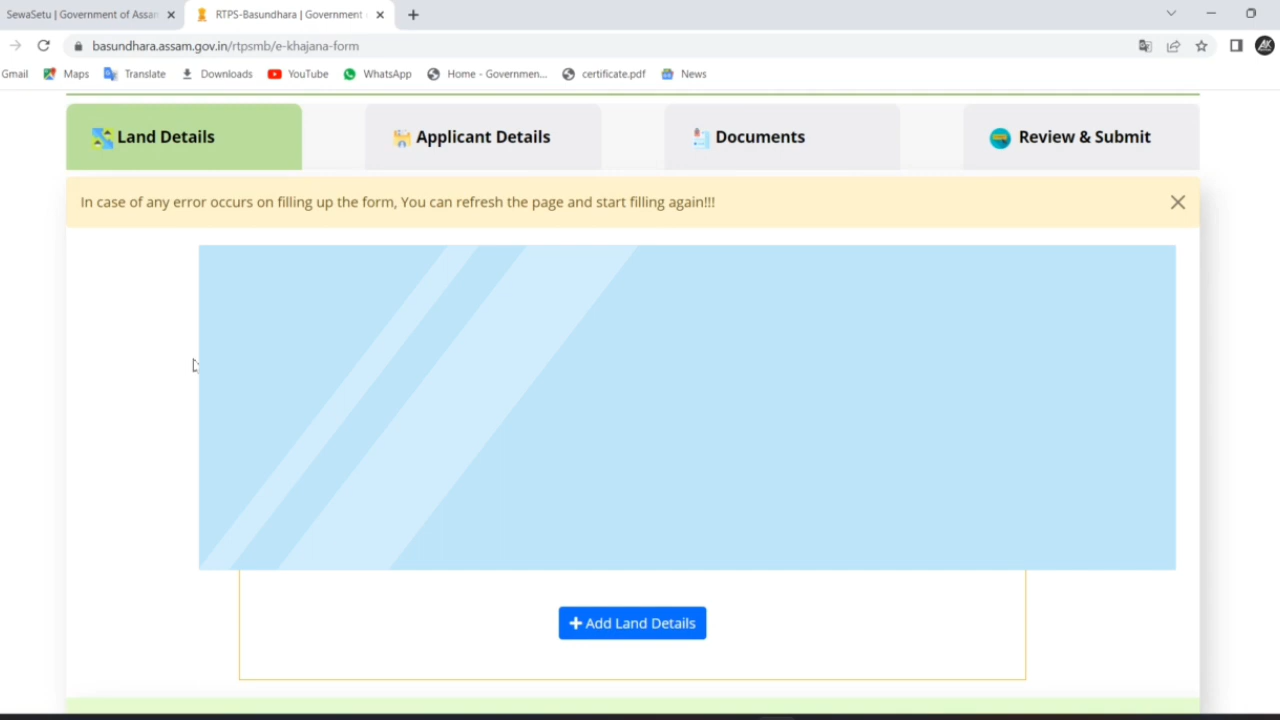 SewaSetu | Government of Assar
RTPS-Basundhara | Government
basundhara.assam.gov.in/rtpsmb/e-khajana-form
Gmail Maps Translate Downloads YouTube WhatsApp Home - Governmen... certificate.pdf News
Land Details Applicant Details Documents Review & Submit
In case of any error occurs on filling up the form, You can refresh the page and start filling again!!!
+ Add Land Details